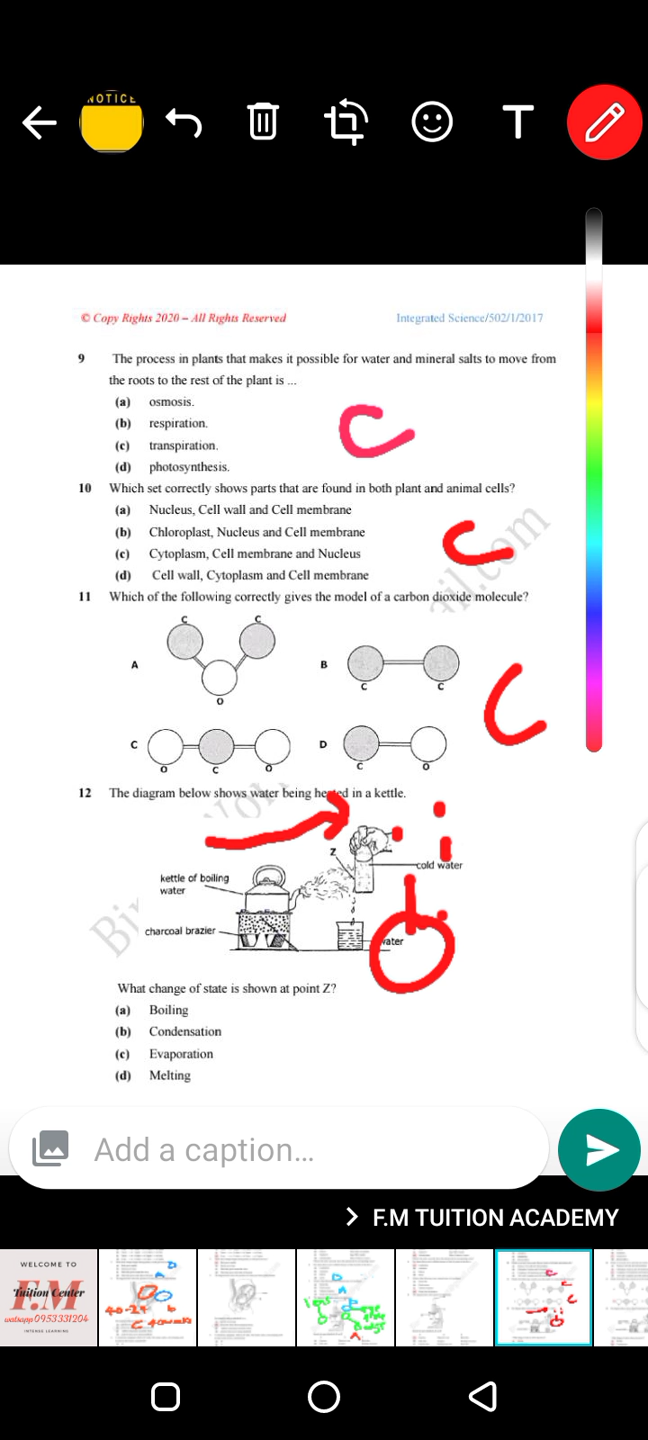 NOTICE
T
© Copy Rights 2020 – All Rights Reserved
Integrated Science/502/1/2017
9 The process in plants that makes it possible for water and mineral salts to move from
the roots to the rest of the plant is ...
(a) osmosis.
(b) respiration.
(c) transpiration.
(d) photosynthesis.
C
10 Which set correctly shows parts that are found in both plant and animal cells?
(a) Nucleus, Cell wall and Cell membrane
(b) Chloroplast, Nucleus and Cell membrane
(c) Cytoplasm, Cell membrane and Nucleus
(d) Cell wall, Cytoplasm and Cell membrane
C
11 Which of the following correctly gives the model of a carbon dioxide molecule?
C C
A
O
B
C C
C
O C O
D
C O
C
12 The diagram below shows water being heated in a kettle.
Z
cold water
kettle of boiling
water
charcoal brazier
water
b
What change of state is shown at point Z?
(a) Boiling
(b) Condensation
(c) Evaporation
(d) Melting
Add a caption...
> F.M TUITION ACADEMY
WELCOME TO
F.M
Tuition Center
watsapp 0953331204
INTENSE LEARNING